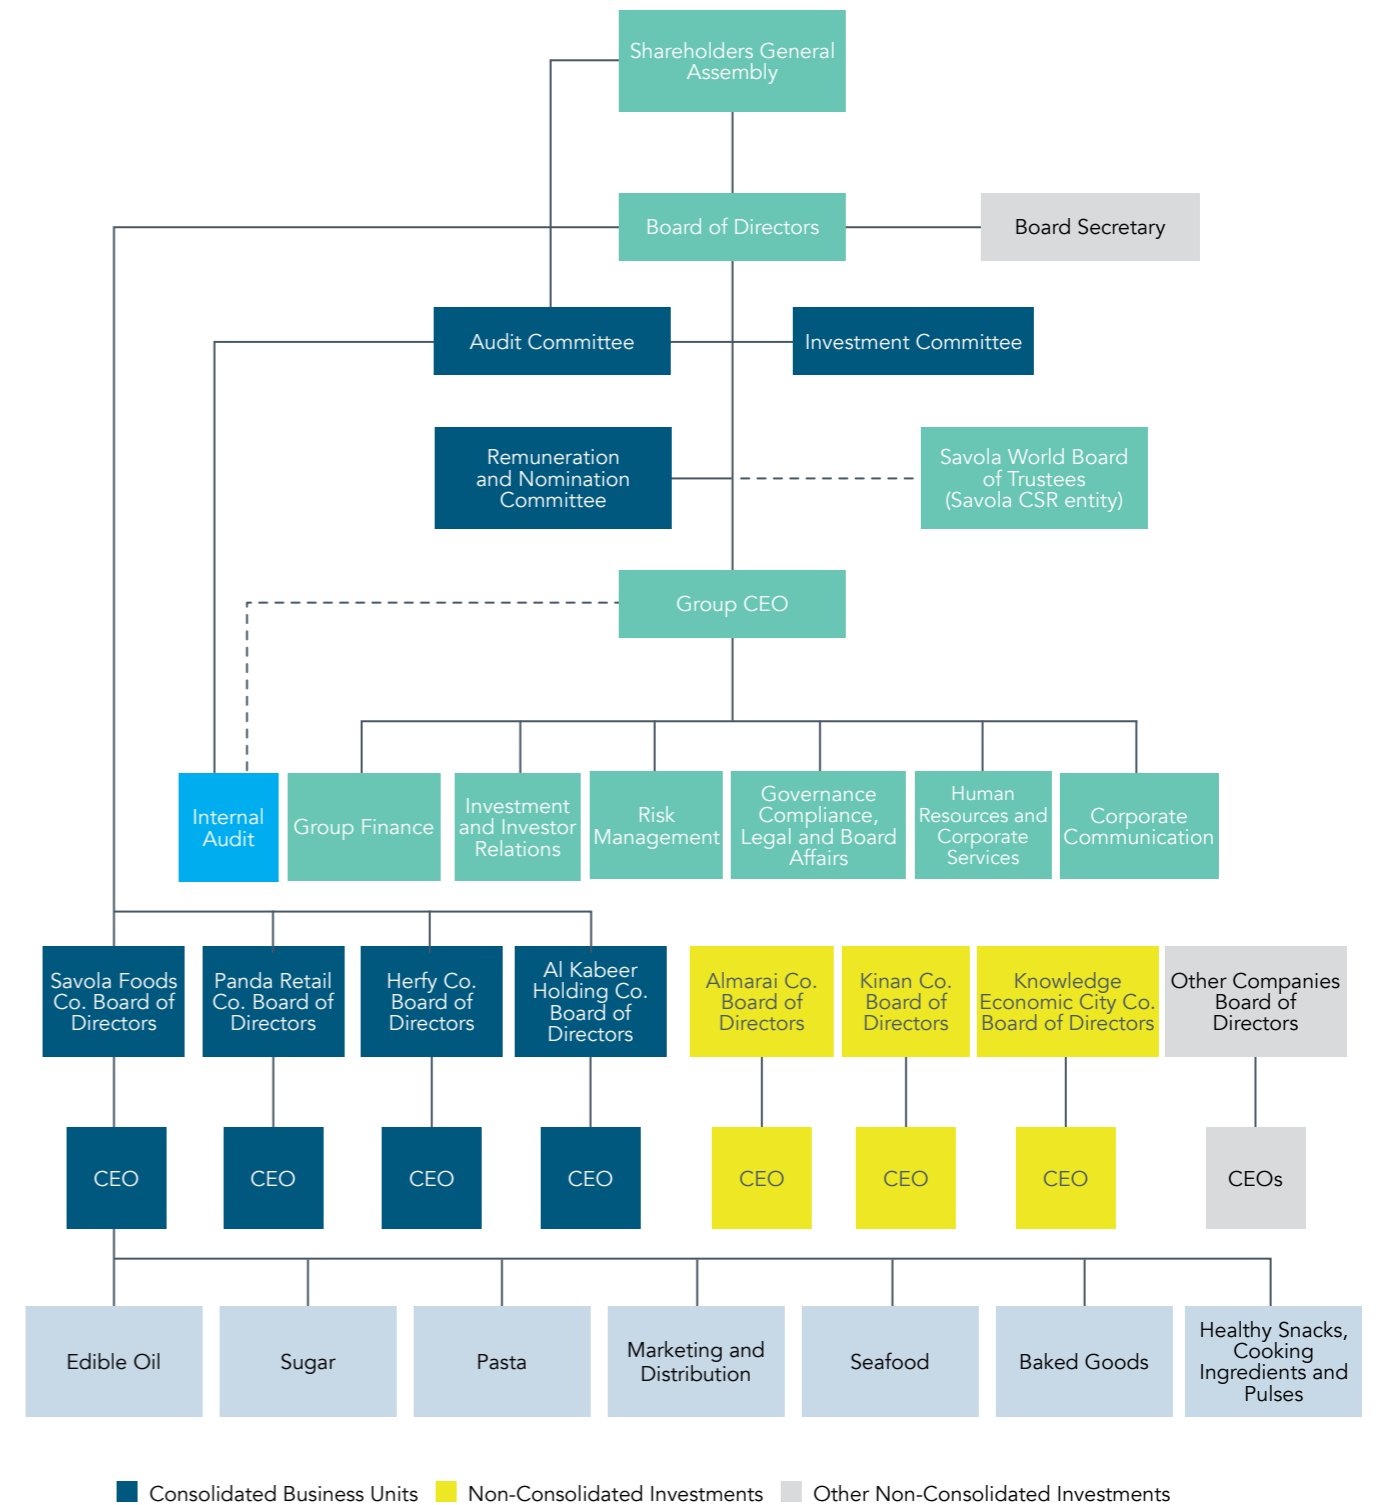 Shareholders General
Assembly
Board of Directors
Board Secretary
Audit Committee
Investment Committee
Remuneration
and Nomination
Committee
Savola World Board
of Trustees
(Savola CSR entity)
Group CEO
Internal
Audit
Group Finance
Investment
and Investor
Relations
Risk
Management
Governance
Compliance,
Legal and Board
Affairs
Human
Resources and
Corporate
Services
Corporate
Communication
Savola Foods
Co. Board of
Directors
Panda Retail
Co. Board of
Directors
Herfy Co.
Board of
Directors
Al Kabeer
Holding Co.
Board of
Directors
Almarai Co.
Board of
Directors
Kinan Co.
Board of
Directors
Knowledge
Economic City Co.
Board of Directors
Other Companies
Board of
Directors
CEO
CEO
CEO
CEO
CEO
CEO
CEO
CEOs
Edible Oil
Sugar
Pasta
Marketing and
Distribution
Seafood
Baked Goods
Healthy Snacks,
Cooking
Ingredients and
Pulses
Consolidated Business Units
Non-Consolidated Investments
Other Non-Consolidated Investments